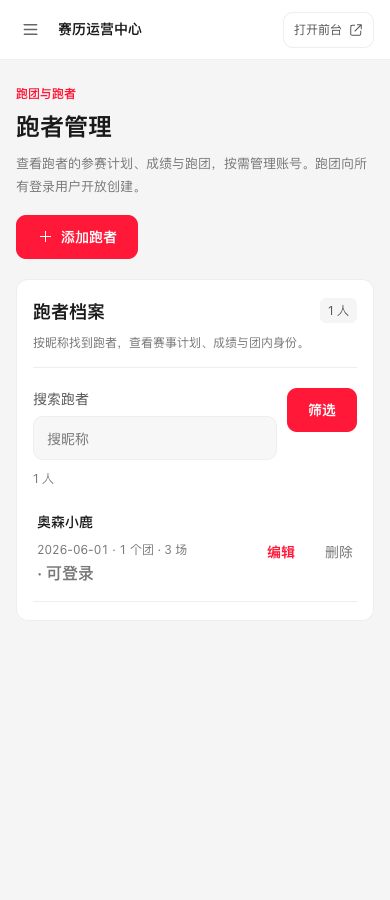 赛历运营中心
打开前台
跑团与跑者
跑者管理
查看跑者的参赛计划、成绩与跑团，按需管理账号。跑团向所
有登录用户开放创建。
添加跑者
跑者档案
1 人
按昵称找到跑者，查看赛事计划、成绩与团内身份。
搜索跑者
筛选
搜昵称
1 人
奥森小鹿
2026-06-01 · 1 个团 · 3 场
· 可登录
编辑
删除